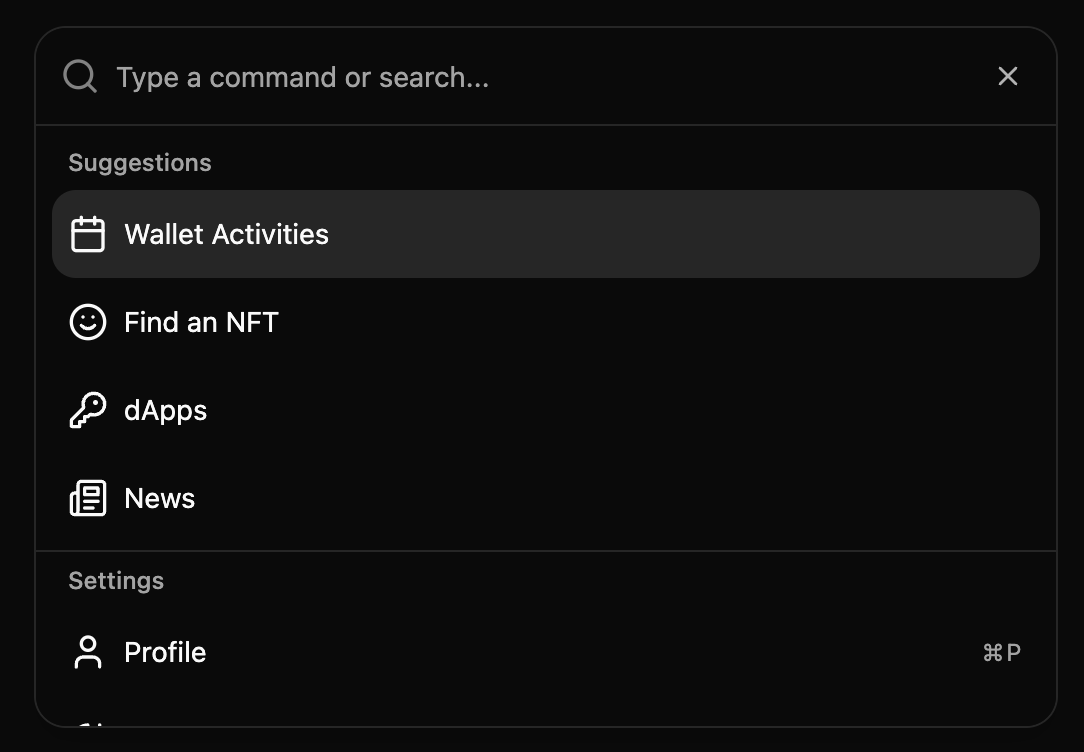 Type a command or search...
Suggestions
Wallet Activities
Find an NFT
dApps
News
Settings
Profile ⌘P